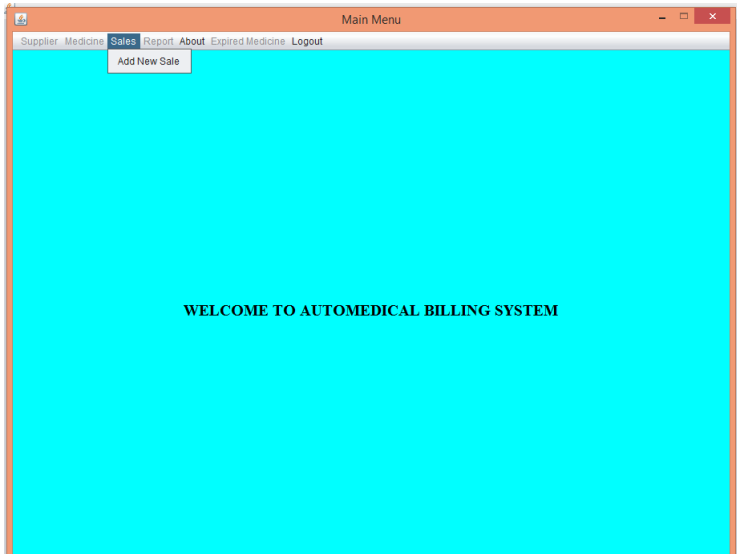 Main Menu
Supplier Medicine Sales Report About Expired Medicine Logout
Add New Sale
WELCOME TO AUTOMEDICAL BILLING SYSTEM